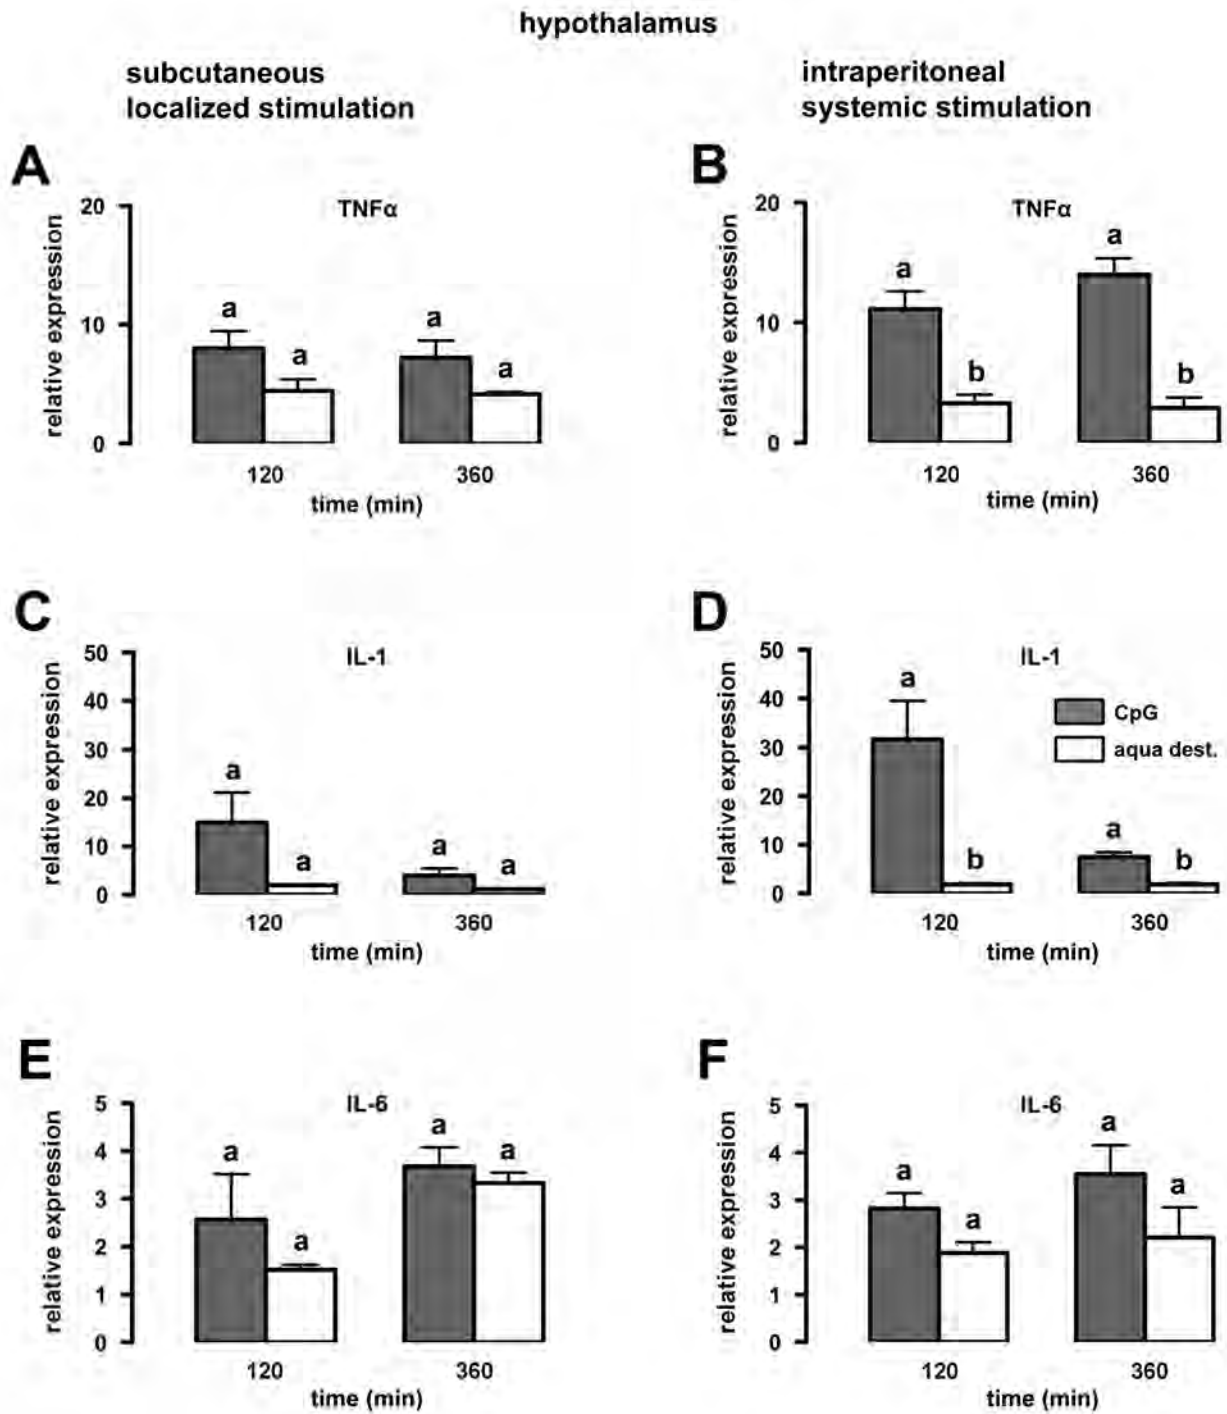 hypothalamus
subcutaneous
localized stimulation
intraperitoneal
systemic stimulation
A
TNFα
relative expression
20
10
0
a
a
a
a
120
360
time (min)
B
TNFα
relative expression
20
10
0
a
b
a
b
120
360
time (min)
C
IL-1
relative expression
50
40
30
20
10
0
a
a
a
a
120
360
time (min)
D
IL-1
relative expression
50
40
30
20
10
0
a
b
a
b
CpG
aqua dest.
120
360
time (min)
E
IL-6
relative expression
5
4
3
2
1
0
a
a
a
a
120
360
time (min)
F
IL-6
relative expression
5
4
3
2
1
0
a
a
a
a
120
360
time (min)